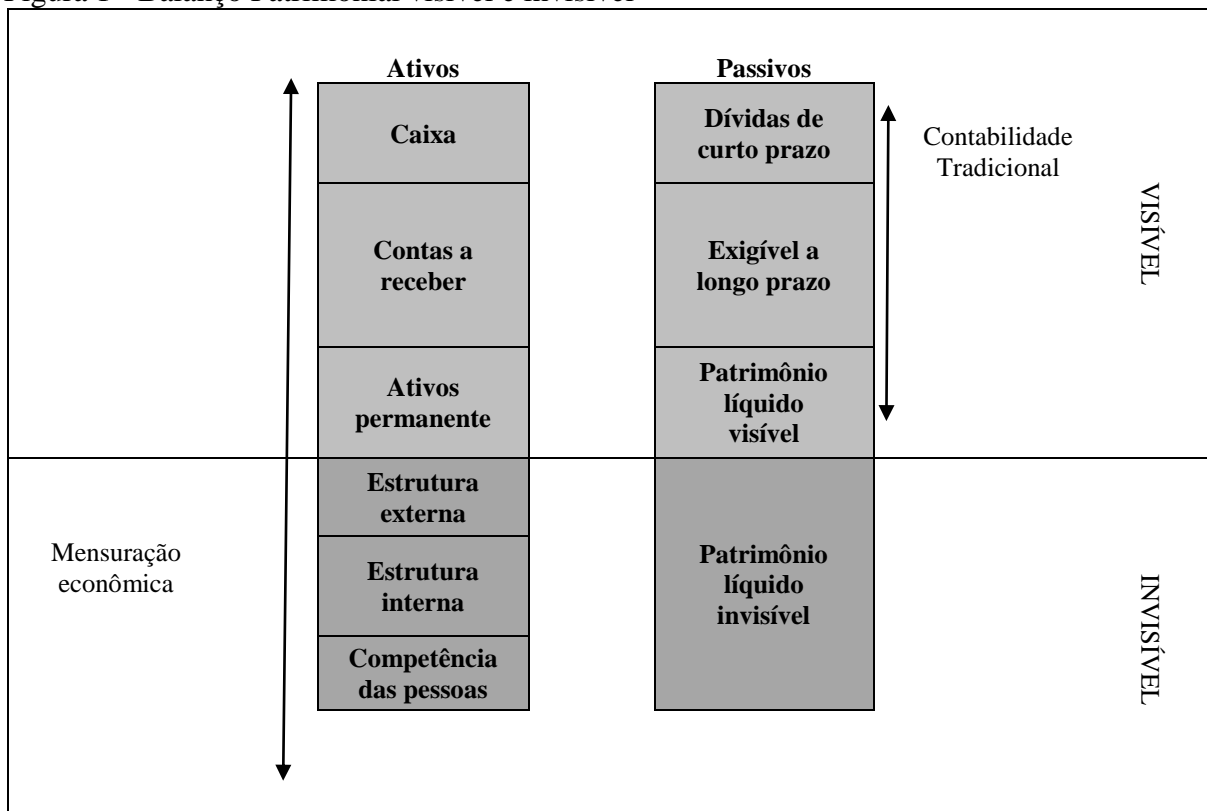 Figura 1 - Balanço Patrimonial visível e invisível
Ativos
Passivos
Caixa
Dívidas de
curto prazo
Contabilidade
Tradicional
VISÍVEL
Contas a
receber
Exigível a
longo prazo
Ativos
permanente
Patrimônio
líquido
visível
Estrutura
externa
Mensuração
econômica
Estrutura
interna
Patrimônio
líquido
invisível
INVISÍVEL
Competência
das pessoas